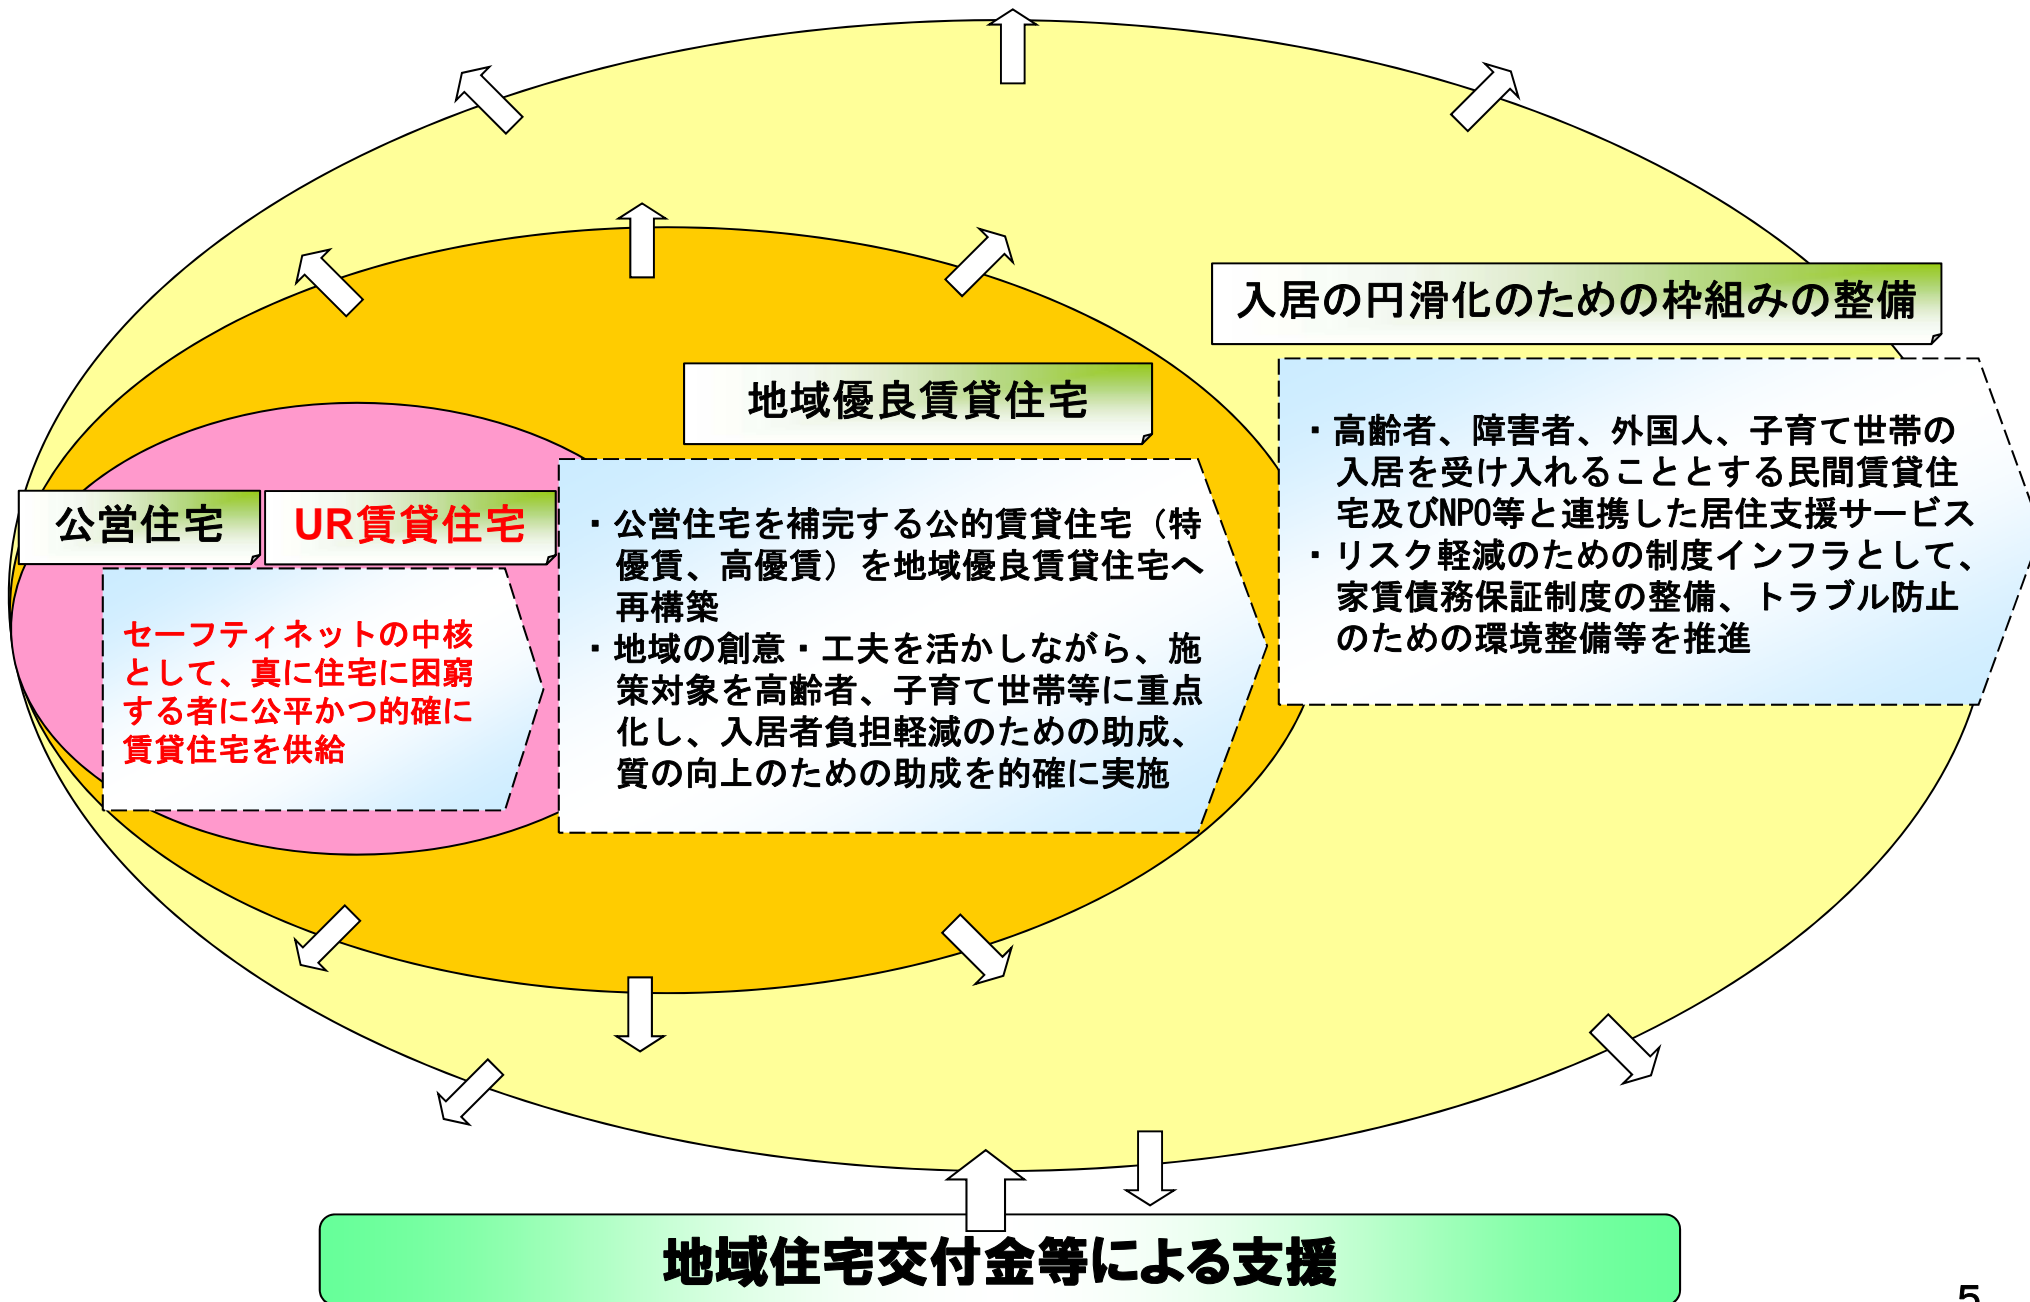 入居の円滑化のための枠組みの整備
・高齢者、障害者、外国人、子育て世帯の
入居を受け入れることとする民間賃貸住
宅及びNPO等と連携した居住支援サービス
・リスク軽減のための制度インフラとして、
家賃債務保証制度の整備、トラブル防止
のための環境整備等を推進
地域優良賃貸住宅
・公営住宅を補完する公的賃貸住宅（特
優賃、高優賃）を地域優良賃貸住宅へ
再構築
・地域の創意・工夫を活かしながら、施
策対象を高齢者、子育て世帯等に重点
化し、入居者負担軽減のための助成、
質の向上のための助成を的確に実施
公営住宅
UR賃貸住宅
セーフティネットの中核
として、真に住宅に困窮
する者に公平かつ的確に
賃貸住宅を供給
地域住宅交付金等による支援
5